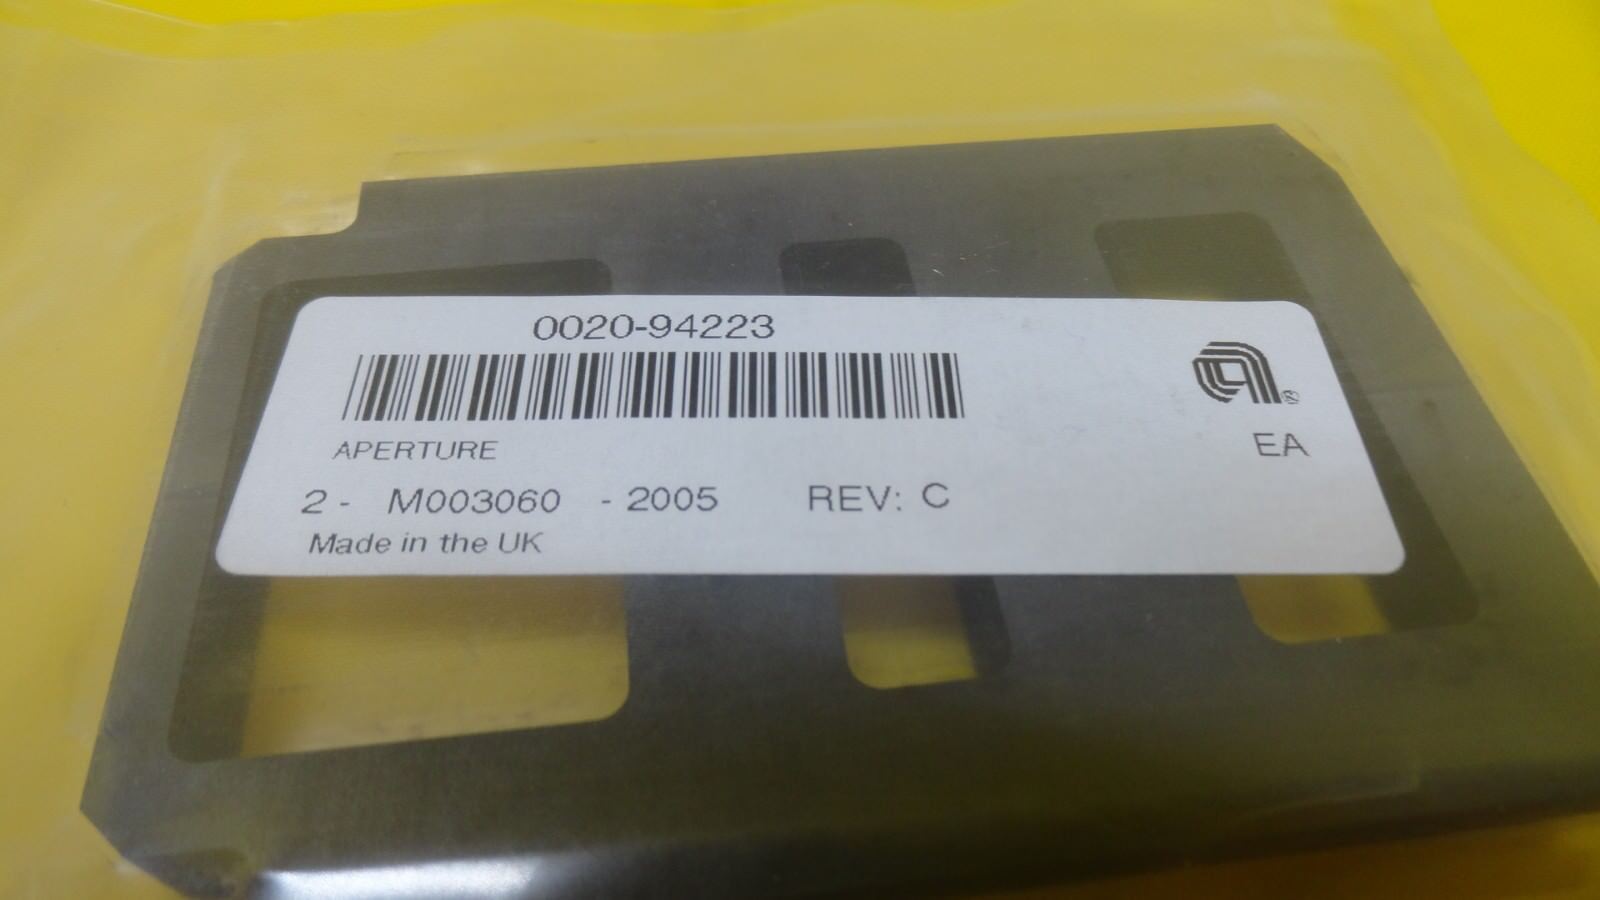 0020-94223
APERTURE
EA
2 - M003060 - 2005 REV: C
Made in the UK